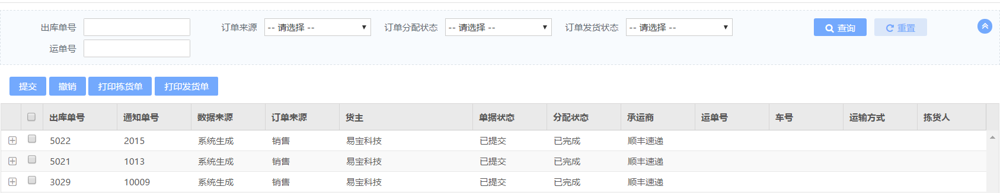 出库单号 订单来源 -- 请选择 -- 订单分配状态 -- 请选择 -- 订单发货状态 -- 请选择 -- 查询 重置
运单号
提交 撤销 打印拣货单 打印发货单
出库单号 通知单号 数据来源 订单来源 货主 单据状态 分配状态 承运商 运单号 车号 运输方式 拣货人
5022 2015 系统生成 销售 易宝科技 已提交 已完成 顺丰速递
5021 1013 系统生成 销售 易宝科技 已提交 已完成 顺丰速递
3029 10009 系统生成 销售 易宝科技 已提交 已完成 顺丰速递